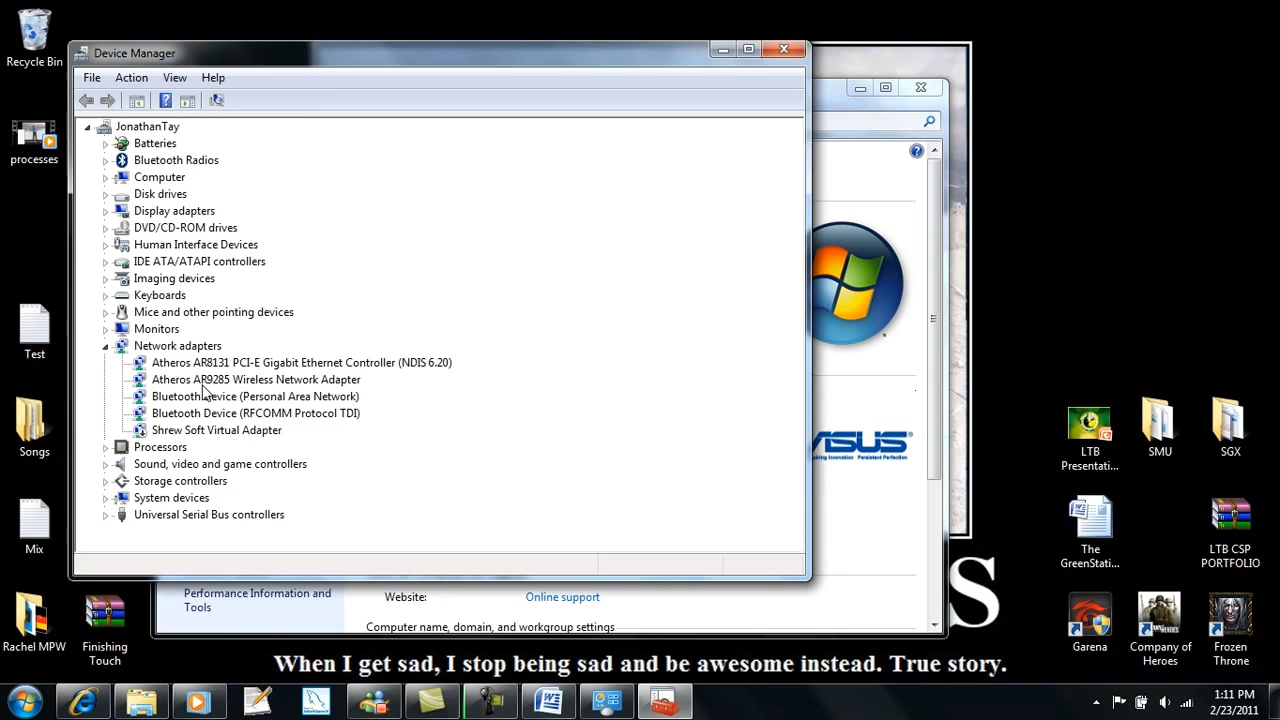 Recycle Bin
processes
Test
Songs
Mix
Rachel MPW
Finishing
Touch
Device Manager
File Action View Help
JonathanTay
Batteries
Bluetooth Radios
Computer
Disk drives
Display adapters
DVD/CD-ROM drives
Human Interface Devices
IDE ATA/ATAPI controllers
Imaging devices
Keyboards
Mice and other pointing devices
Monitors
Network adapters
Atheros AR8131 PCI-E Gigabit Ethernet Controller (NDIS 6.20)
Atheros AR9285 Wireless Network Adapter
Bluetooth Device (Personal Area Network)
Bluetooth Device (RFCOMM Protocol TDI)
Shrew Soft Virtual Adapter
Processors
Sound, video and game controllers
Storage controllers
System devices
Universal Serial Bus controllers
Performance Information and
Tools
Website: Online support
Computer name, domain, and workgroup settings
S
When I get sad, I stop being sad and be awesome instead. True story.
LTB
Presentati...
SMU
SGX
The
GreenStati...
LTB CSP
PORTFOLIO
Garena
Company of
Heroes
Frozen
Throne
1:11 PM
2/23/2011